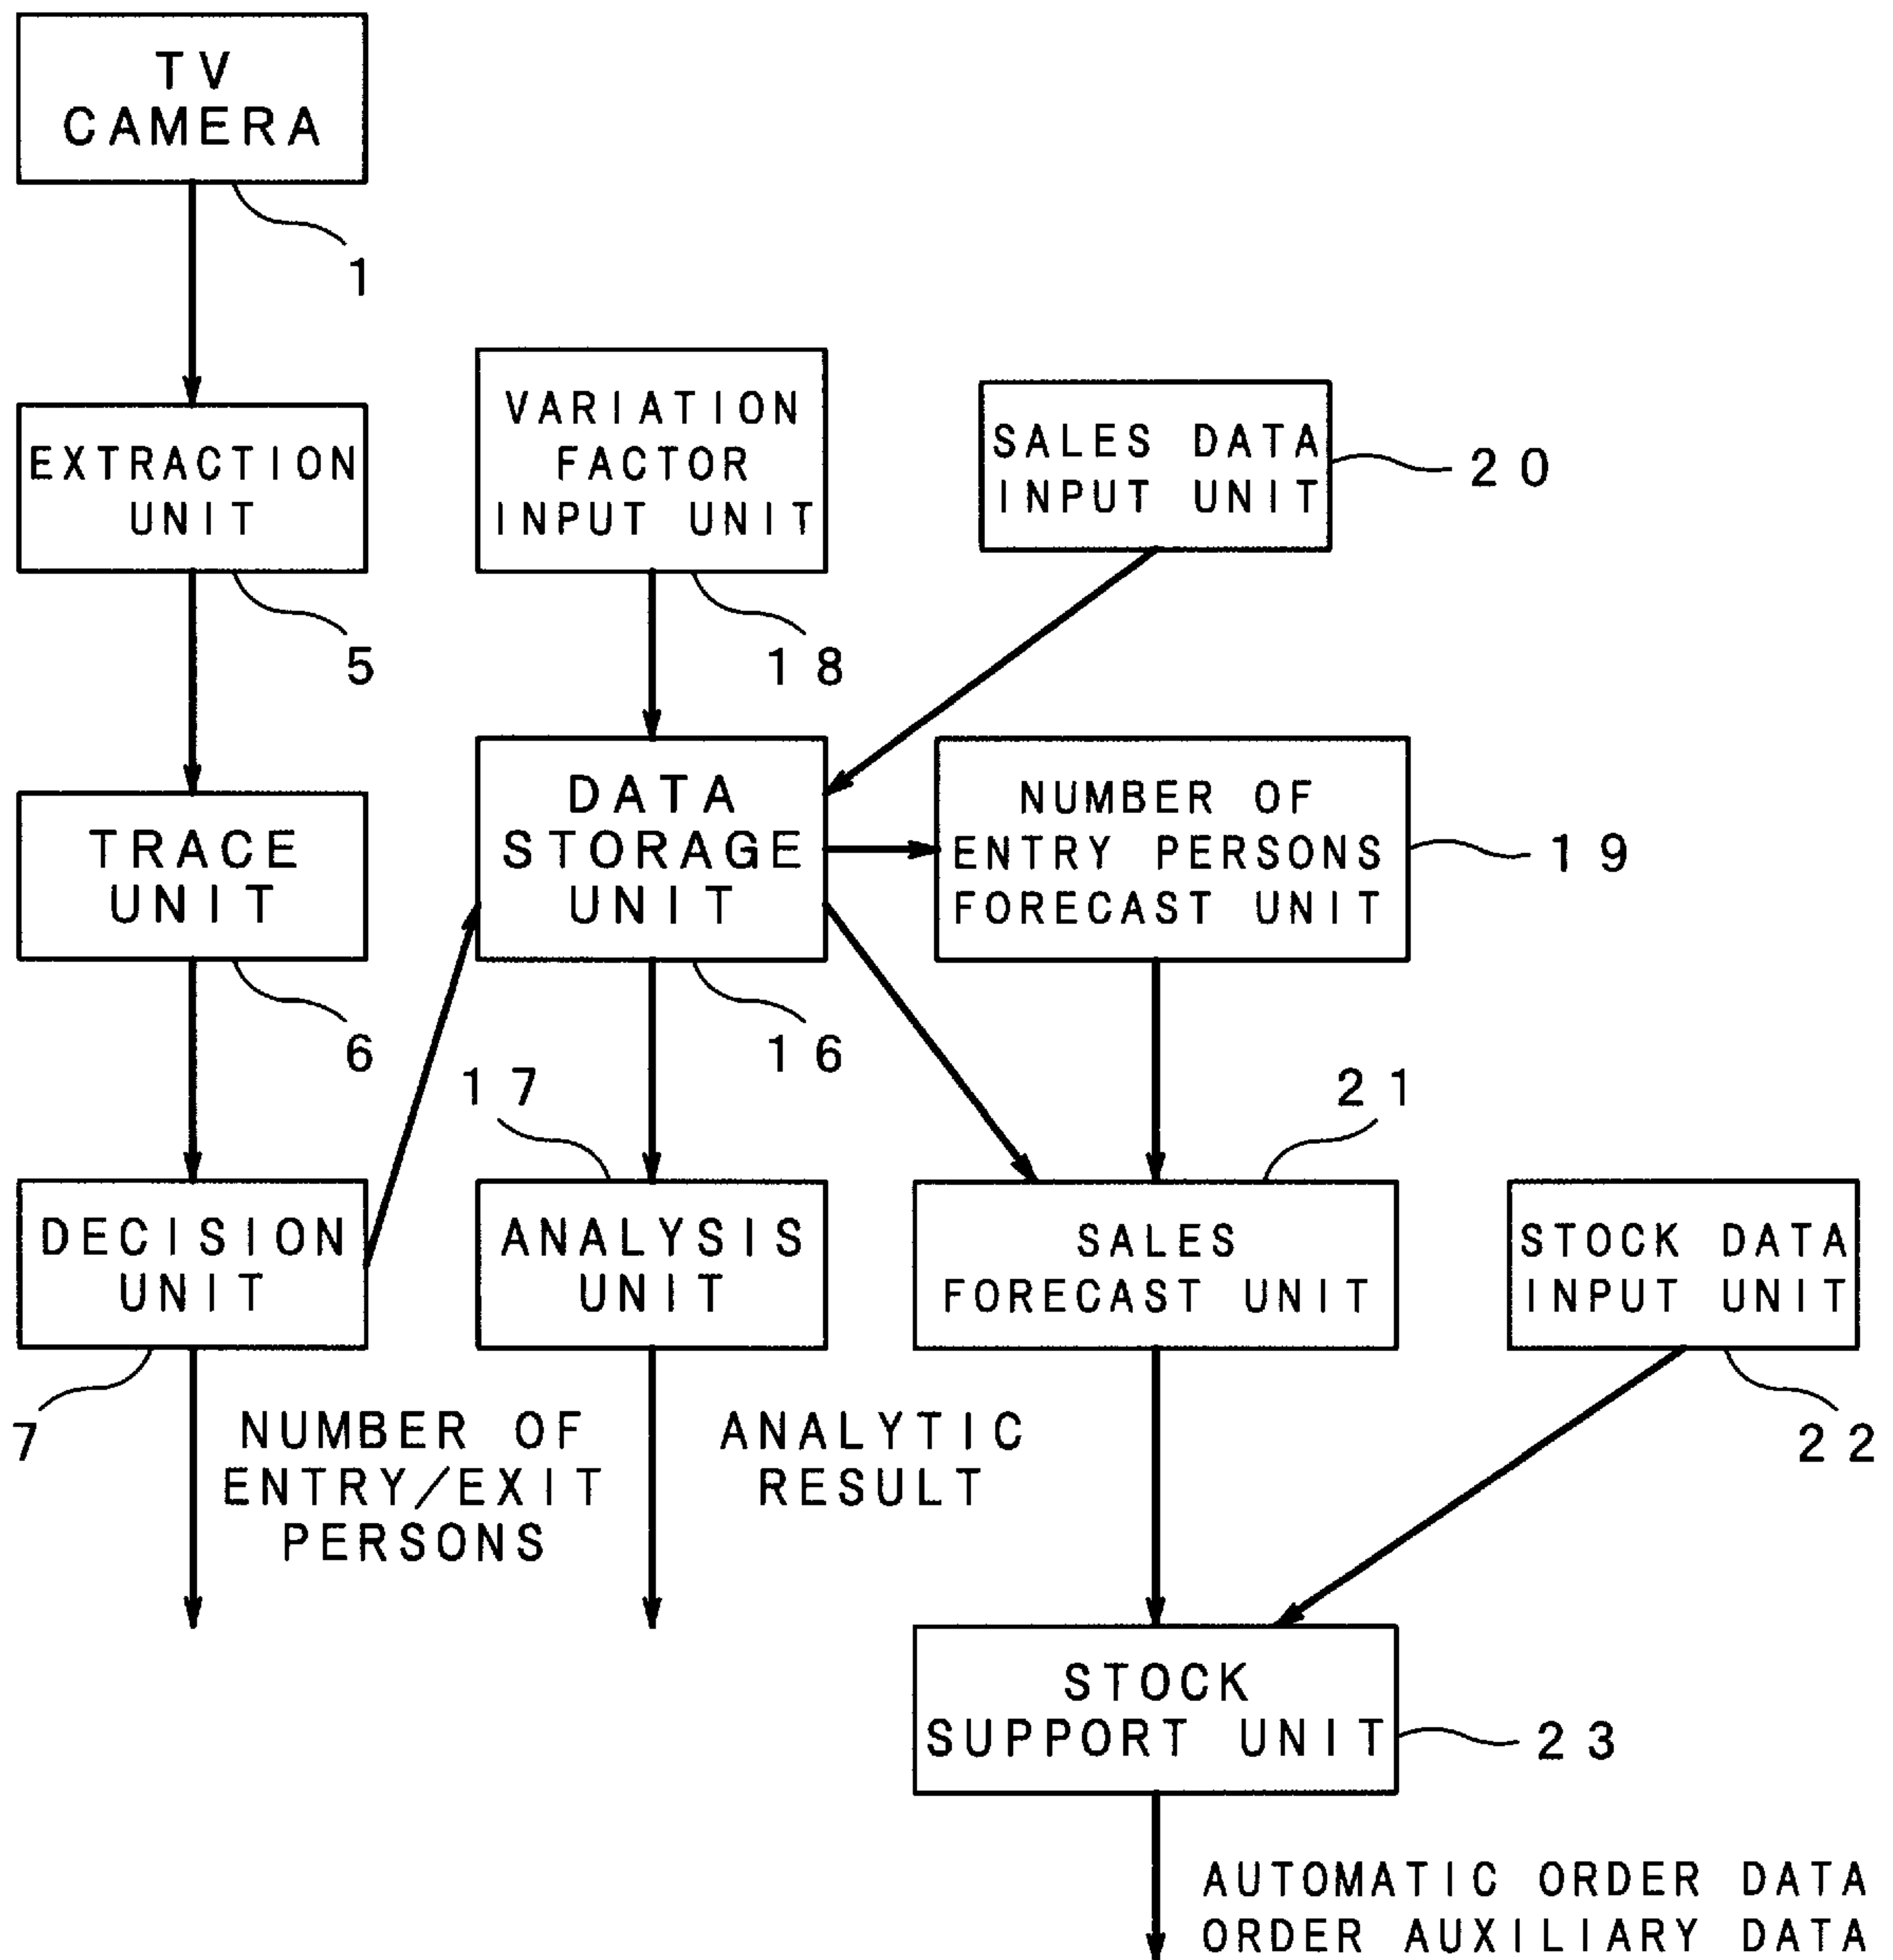 TV
CAMERA
1
EXTRACTION
UNIT
5
VARIATION
FACTOR
INPUT UNIT
18
SALES DATA
INPUT UNIT
20
TRACE
UNIT
6
DATA
STORAGE
UNIT
16
NUMBER OF
ENTRY PERSONS
FORECAST UNIT
19
DECISION
UNIT
7
17
ANALYSIS
UNIT
21
SALES
FORECAST UNIT
STOCK DATA
INPUT UNIT
22
NUMBER OF
ENTRY/EXIT
PERSONS
ANALYTIC
RESULT
STOCK
SUPPORT UNIT
23
AUTOMATIC ORDER DATA
ORDER AUXILIARY DATA